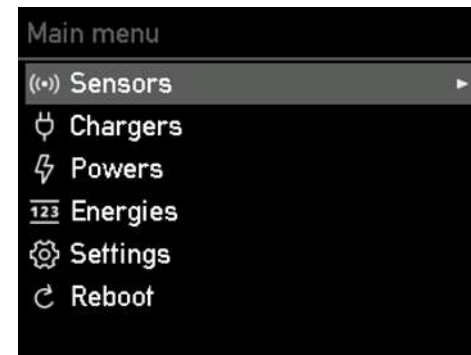 Main menu
Sensors
Chargers
Powers
123 Energies
Settings
Reboot